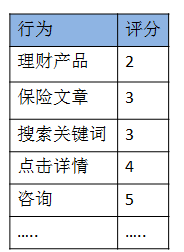 行为 评分
理财产品 2
保险文章 3
搜索关键词 3
点击详情 4
咨询 5
..... .....